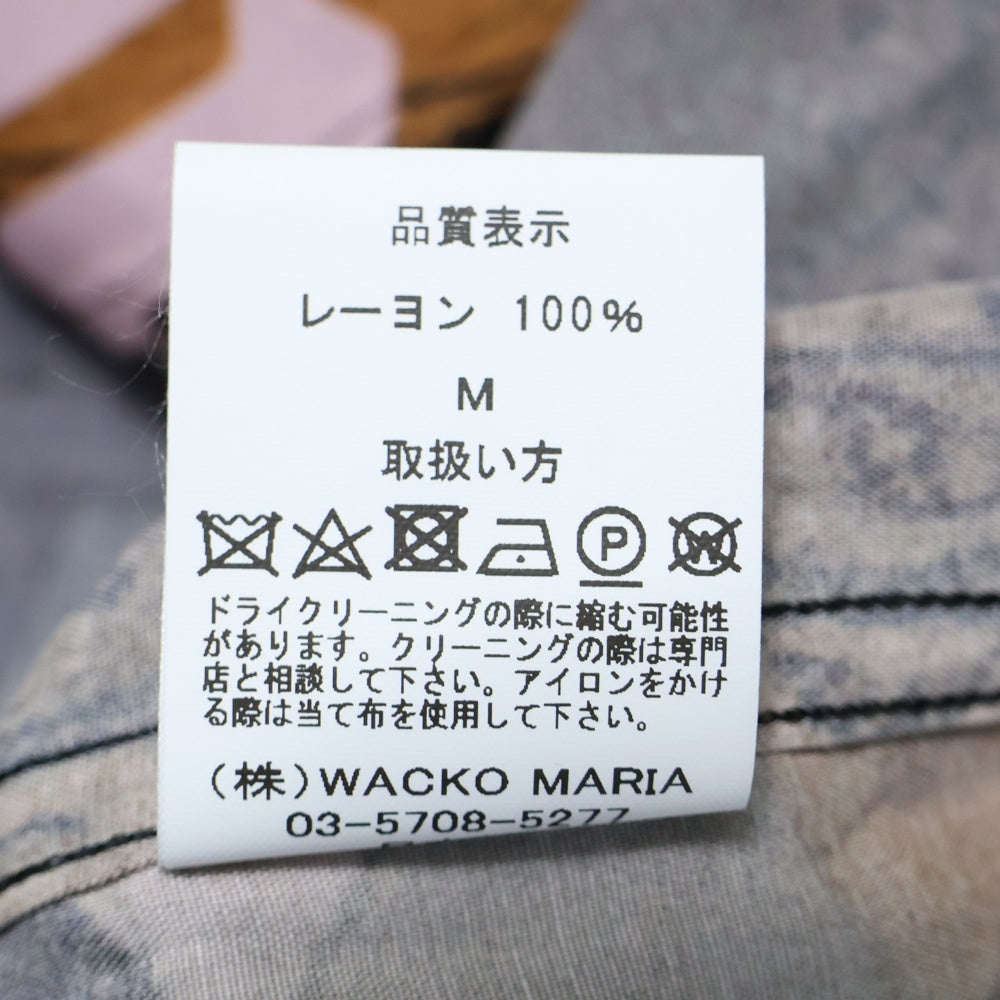 品質表示
レーヨン 100%
M
取扱い方
P
W
ドライクリーニングの際に縮む可能性
があります。クリーニングの際は専門
店と相談して下さい。アイロンをかけ
る際は当て布を使用して下さい。
(株)WACKO MARIA
03-5708-5277